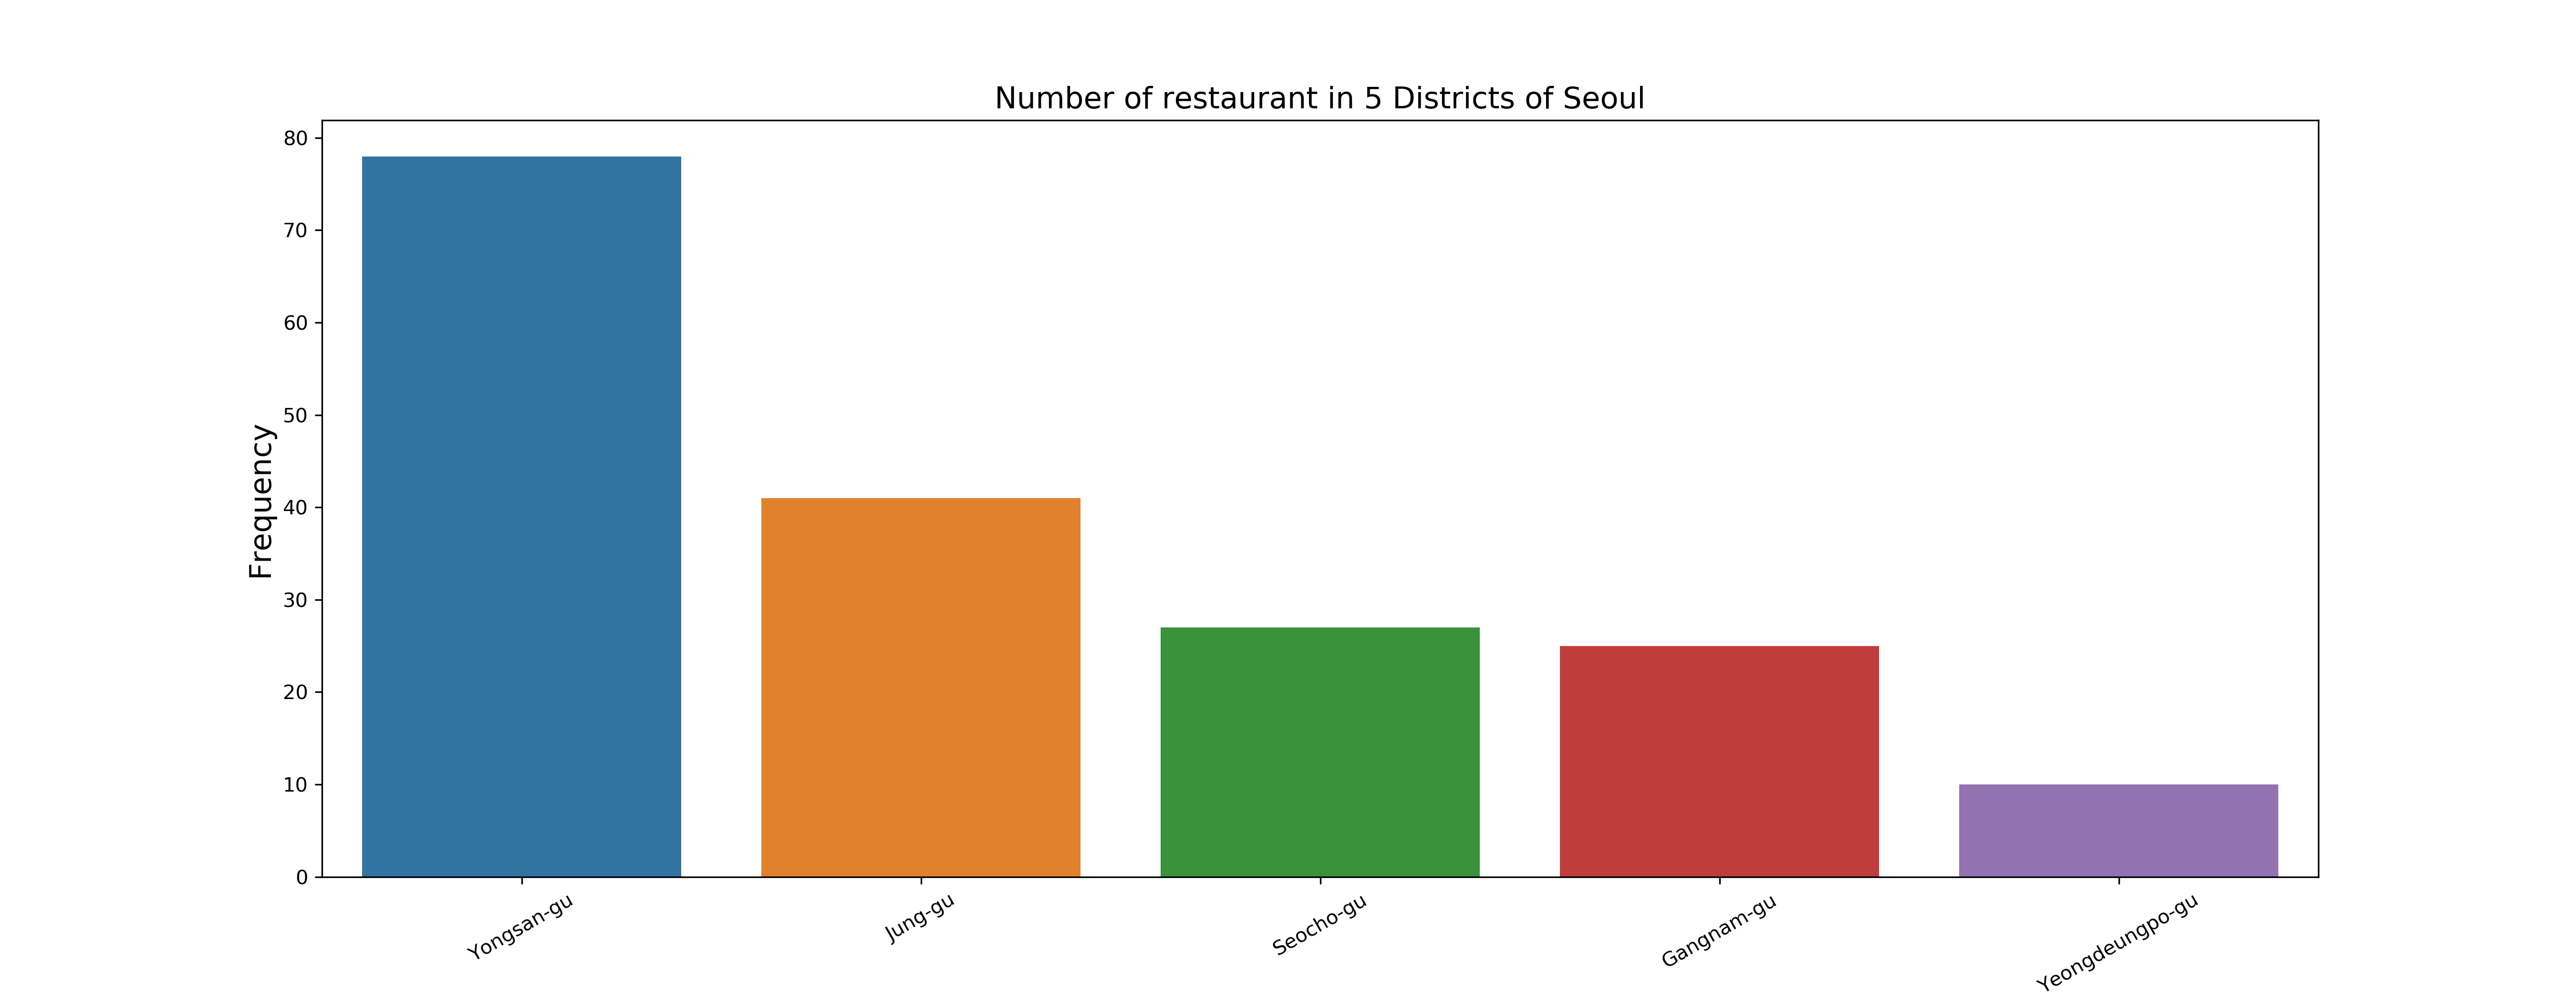 Number of restaurant in 5 Districts of Seoul
80
70
60
50
40
30
20
10
0
Frequency
Yongsan-gu
Jung-gu
Seocho-gu
Gangnam-gu
Yeongdeungpo-gu